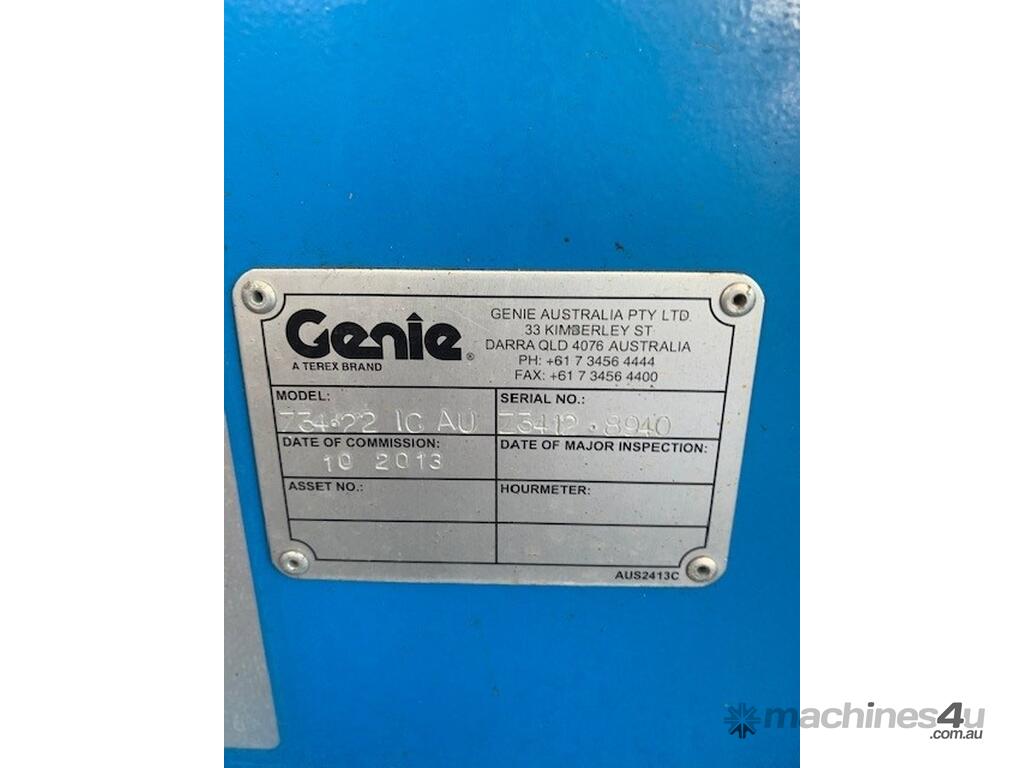 Genie®
A TEREX BRAND
GENIE AUSTRALIA PTY LTD
33 KIMBERLEY ST
DARRA QLD 4076 AUSTRALIA
PH: +61 7 3456 4444
FAX: +61 7 3456 4400
MODEL:
Z34·22 IC AU
SERIAL NO.:
Z3412·8940
DATE OF COMMISSION:
10 2013
DATE OF MAJOR INSPECTION:
ASSET NO.:
HOURMETER:
AUS2413C
machines4u
.com.au